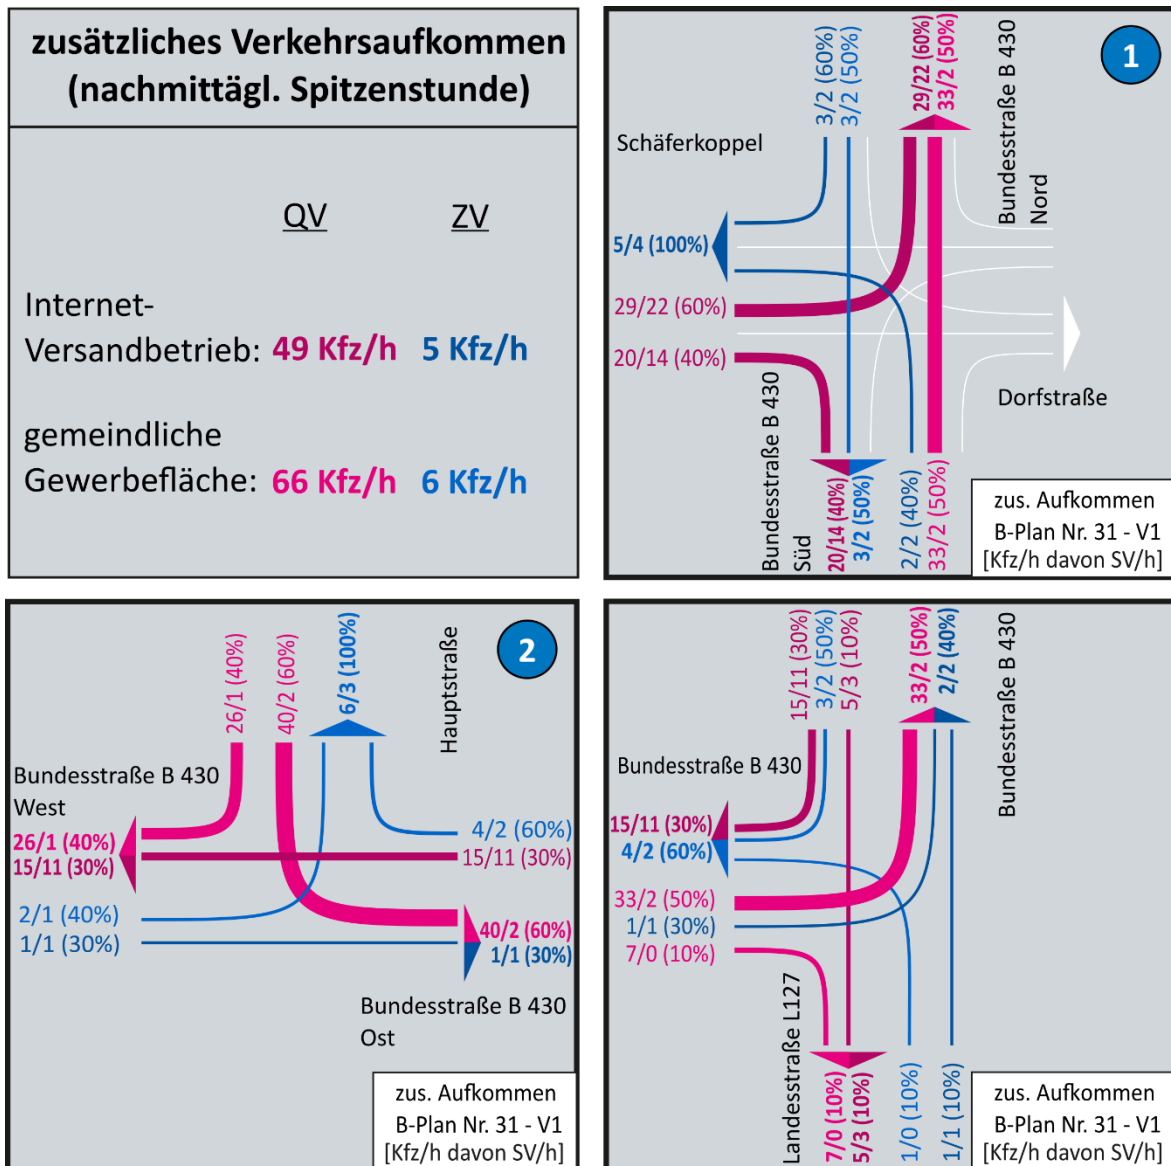 zusätzliches Verkehrsaufkommen
(nachmittägl. Spitzenstunde)
QV ZV
Internet-
Versandbetrieb: 49 Kfz/h 5 Kfz/h
gemeindliche
Gewerbefläche: 66 Kfz/h 6 Kfz/h
1
3/2 (60%)
3/2 (50%)
29/22 (60%)
33/2 (50%)
Bundesstraße B 430
Nord
Schäferkoppel
5/4 (100%)
29/22 (60%)
20/14 (40%)
Dorfstraße
Bundesstraße B 430
Süd
20/14 (40%)
3/2 (50%)
2/2 (40%)
33/2 (50%)
zus. Aufkommen
B-Plan Nr. 31 - V1
[Kfz/h davon SV/h]
2
26/1 (40%)
40/2 (60%)
6/3 (100%)
Hauptstraße
Bundesstraße B 430
West
26/1 (40%)
15/11 (30%)
2/1 (40%)
1/1 (30%)
4/2 (60%)
15/11 (30%)
40/2 (60%)
1/1 (30%)
Bundesstraße B 430
Ost
zus. Aufkommen
B-Plan Nr. 31 - V1
[Kfz/h davon SV/h]
15/11 (30%)
3/2 (50%)
5/3 (10%)
33/2 (50%)
2/2 (40%)
Bundesstraße B 430
Bundesstraße B 430
15/11 (30%)
4/2 (60%)
33/2 (50%)
1/1 (30%)
7/0 (10%)
Landesstraße L127
7/0 (10%)
5/3 (10%)
1/0 (10%)
1/1 (10%)
zus. Aufkommen
B-Plan Nr. 31 - V1
[Kfz/h davon SV/h]